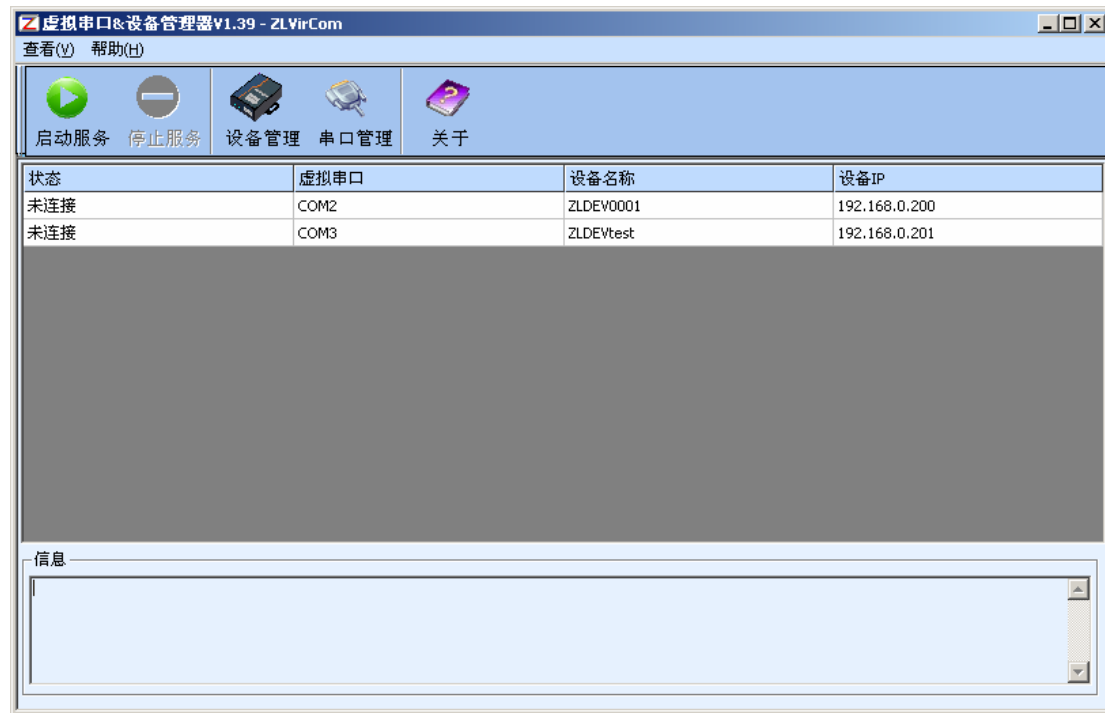 虚拟串口&设备管理器V1.39 - ZLVirCom
查看(V) 帮助(H)
启动服务 停止服务 设备管理 串口管理 关于
状态 虚拟串口 设备名称 设备IP
未连接 COM2 ZLDEV0001 192.168.0.200
未连接 COM3 ZLDEVtest 192.168.0.201
信息